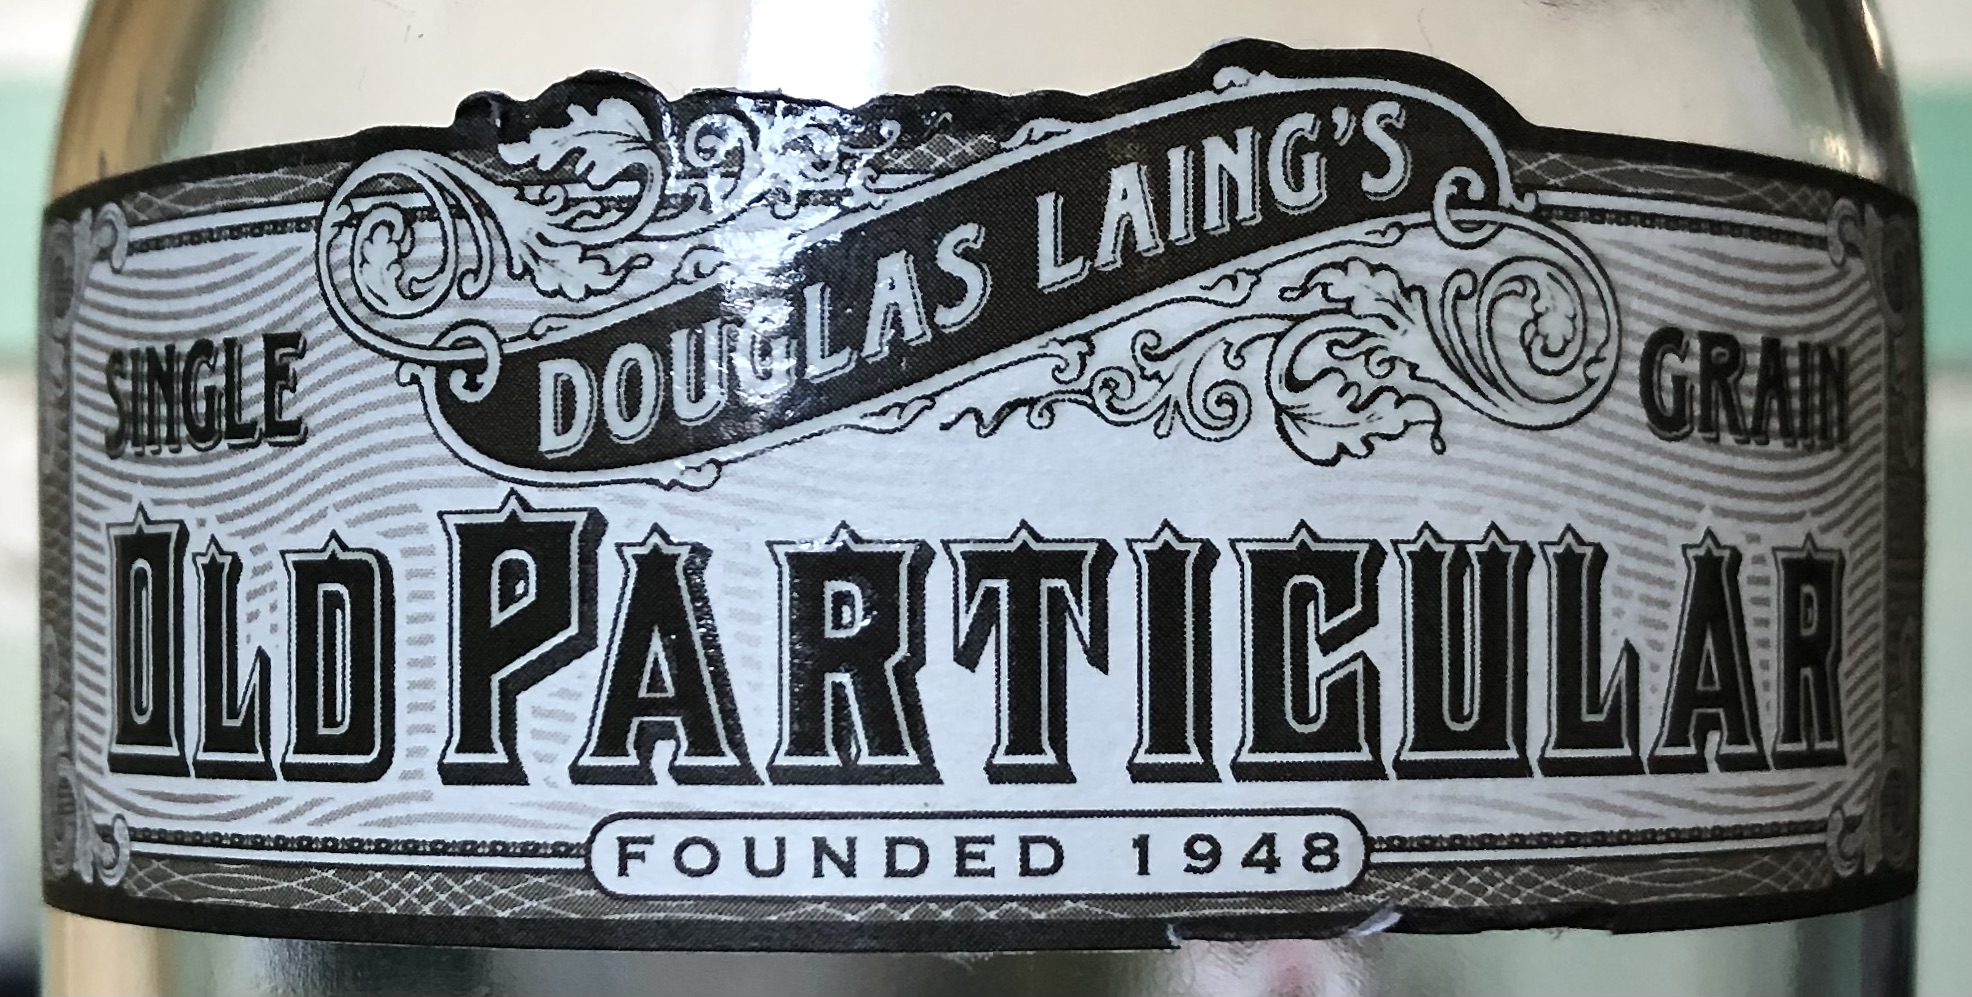 DOUGLAS LAING'S
SINGLE GRAIN
OLD PARTICULAR
FOUNDED 1948